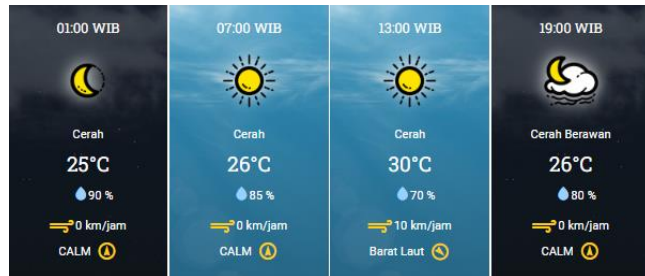 01:00 WIB
Cerah
25°C
90 %
0 km/jam
CALM
07:00 WIB
Cerah
26°C
85 %
0 km/jam
CALM
13:00 WIB
Cerah
30°C
70 %
10 km/jam
Barat Laut
19:00 WIB
Cerah Berawan
26°C
80 %
0 km/jam
CALM